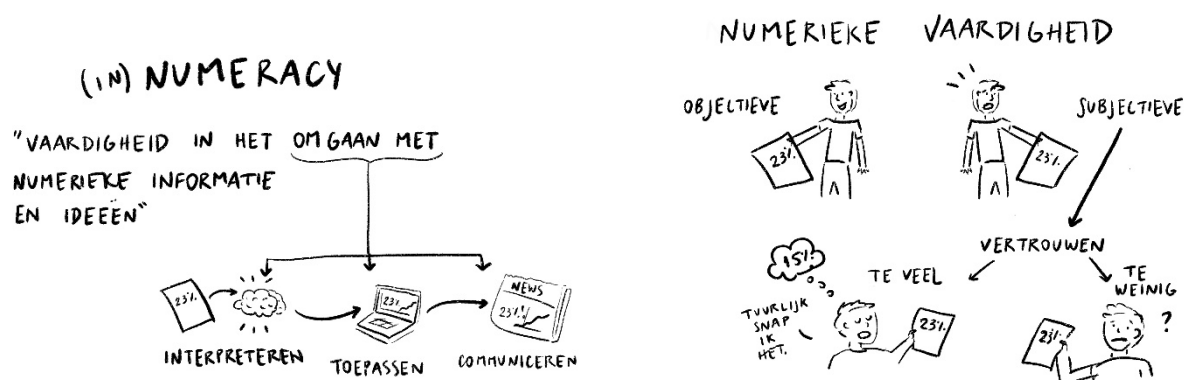 (IN) NUMERACY
"VAARDIGHEID IN HET OMGAAN MET
NUMERIEKE INFORMATIE
EN IDEEËN"
23%
INTERPRETEREN
23%
TOEPASSEN
NEWS
23%!
COMMUNICEREN
NUMERIEKE VAARDIGHEID
OBJECTIEVE
23%
23%
SUBJECTIEVE
VERTROUWEN
TE VEEL
TE
WEINIG
15%?
TUURLIJK
SNAP
IK
HET.
23%
23%
?